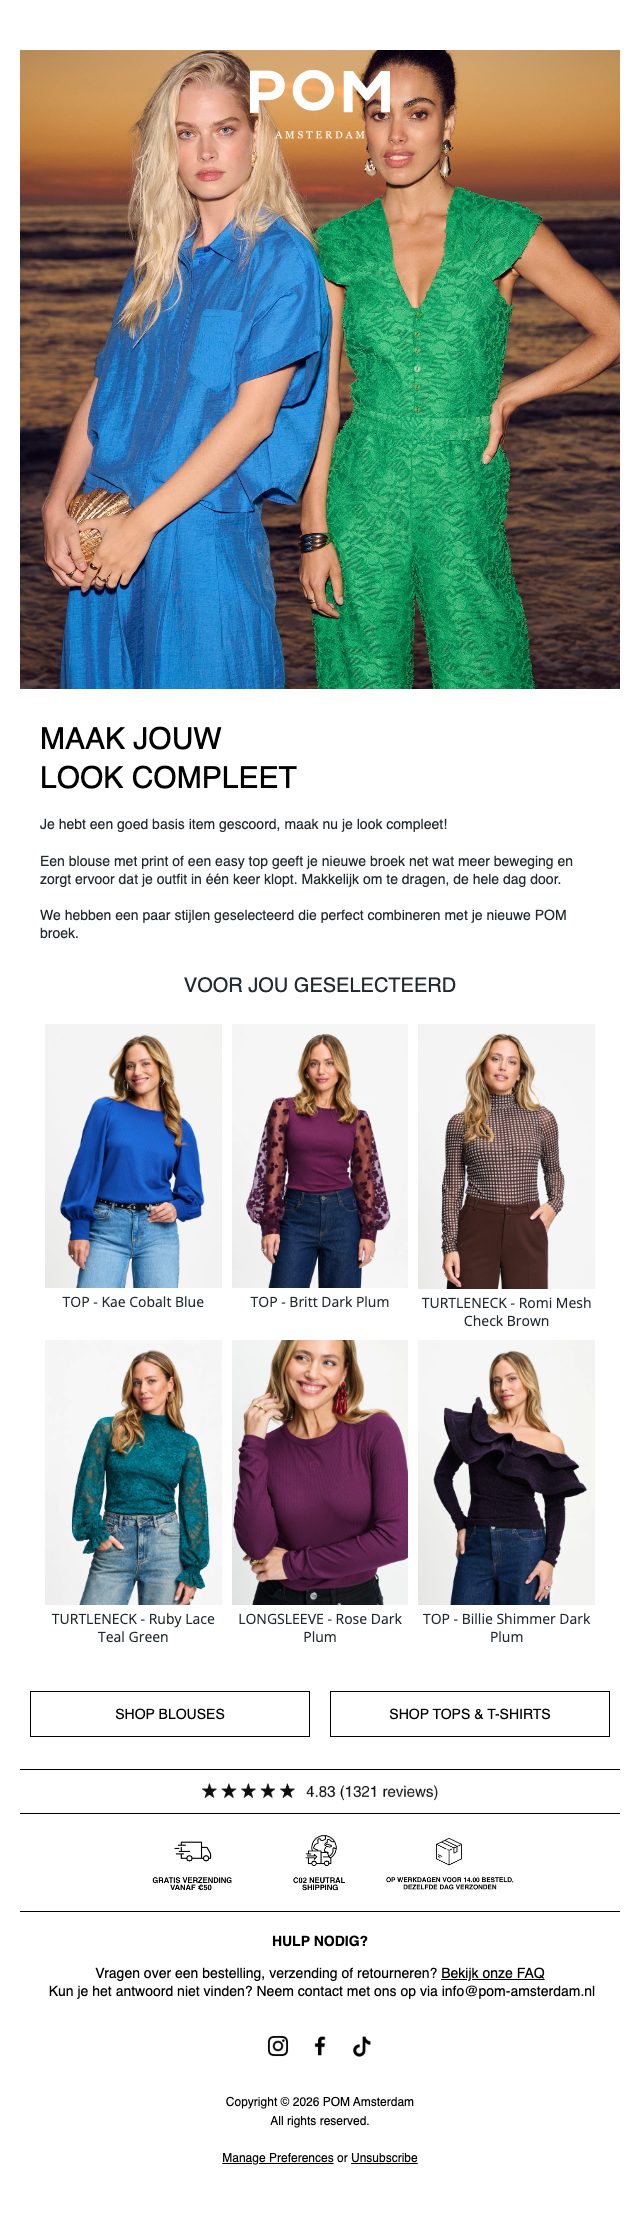 POM
AMSTERDAM
MAAK JOUW
LOOK COMPLEET
Je hebt een goed basis item gescoord, maak nu je look compleet!
Een blouse met print of een easy top geeft je nieuwe broek net wat meer beweging en
zorgt ervoor dat je outfit in één keer klopt. Makkelijk om te dragen, de hele dag door.
We hebben een paar stijlen geselecteerd die perfect combineren met je nieuwe POM
broek.
VOOR JOU GESELECTEERD
TOP - Kae Cobalt Blue
TOP - Britt Dark Plum
TURTLENECK - Romi Mesh
Check Brown
TURTLENECK - Ruby Lace
Teal Green
LONGSLEEVE - Rose Dark
Plum
TOP - Billie Shimmer Dark
Plum
SHOP BLOUSES
SHOP TOPS & T-SHIRTS
★★★★★ 4.83 (1321 reviews)
GRATIS VERZENDING
VANAF €50
C02 NEUTRAL
SHIPPING
OP WERKDAGEN VOOR 14.00 BESTELD,
DEZELFDE DAG VERZONDEN
HULP NODIG?
Vragen over een bestelling, verzending of retourneren? Bekijk onze FAQ
Kun je het antwoord niet vinden? Neem contact met ons op via info@pom-amsterdam.nl
Copyright © 2026 POM Amsterdam
All rights reserved.
Manage Preferences or Unsubscribe